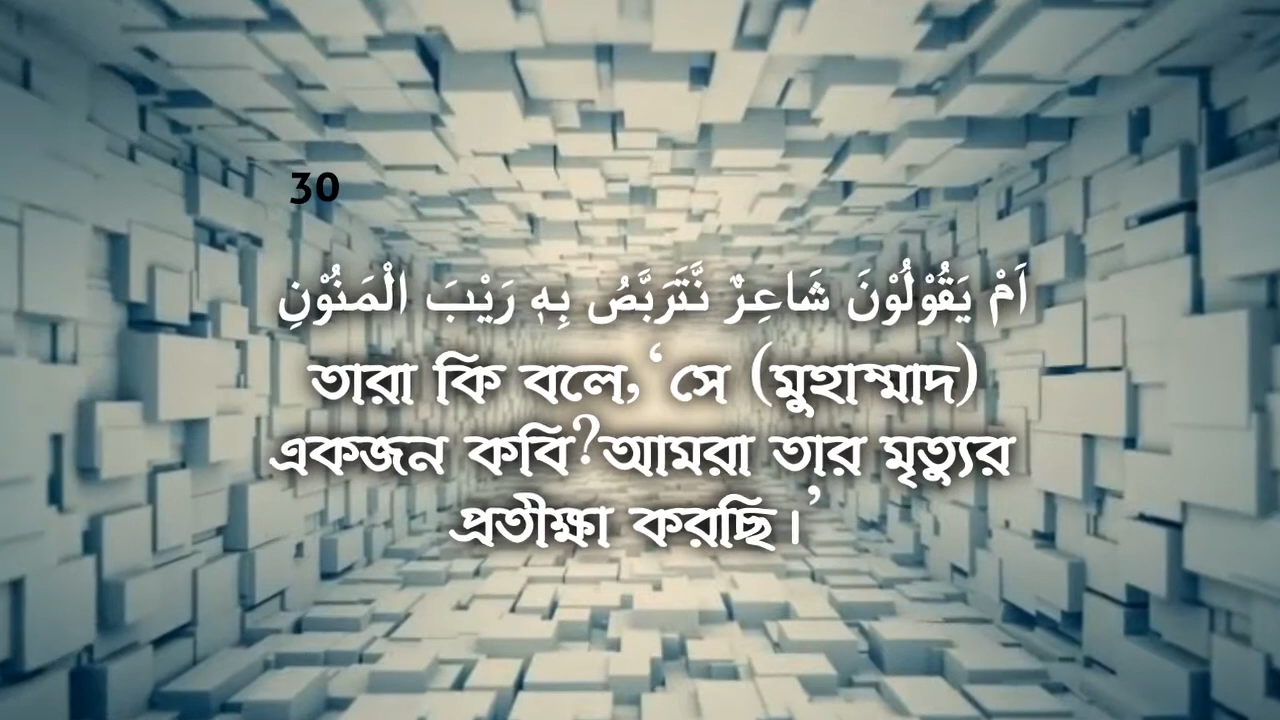 30
اَمْ يَقُوْلُوْنَ شَاعِرٌ نَّتَرَبَّصُ بِهٖ رَيْبَ الْمَنُوْنِ
তারা কি বলে,‘সে (মুহাম্মাদ)
একজন কবি?আমরা তার মৃত্যুর
প্রতীক্ষা করছি।’